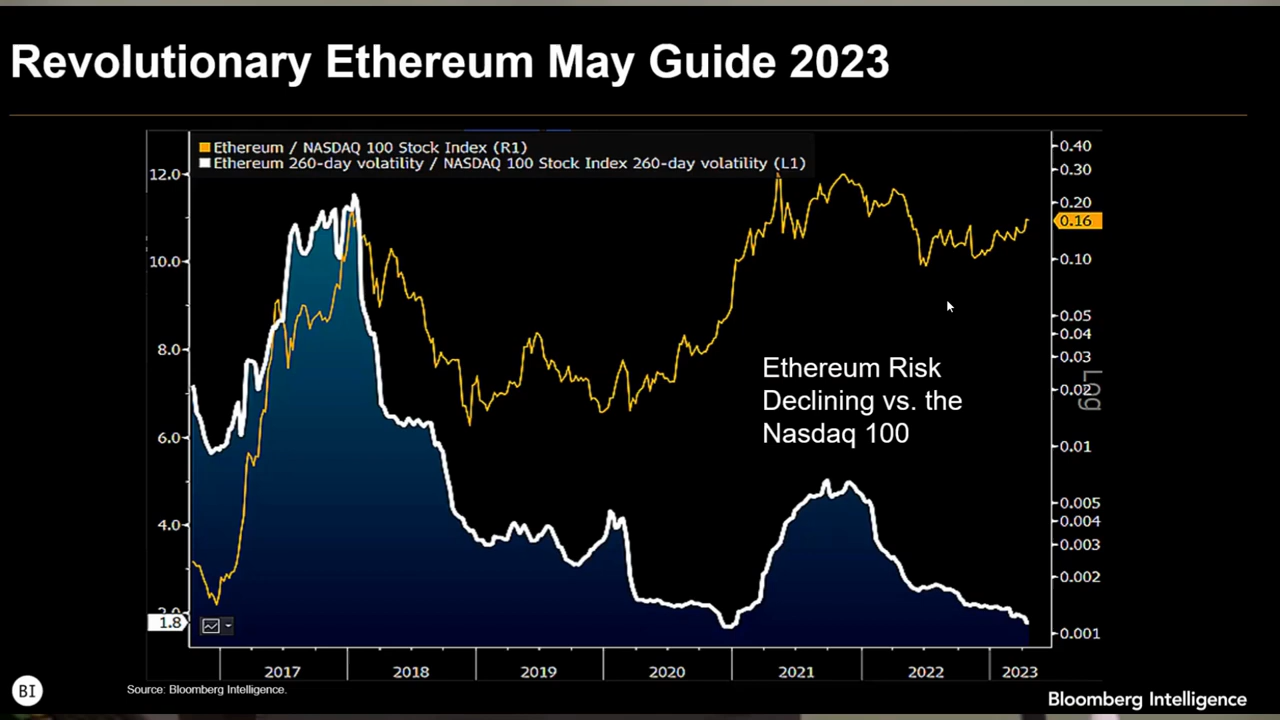 Revolutionary Ethereum May Guide 2023
Ethereum / NASDAQ 100 Stock Index (R1)
Ethereum 260-day volatility / NASDAQ 100 Stock Index 260-day volatility (L1)
12.0
10.0
8.0
6.0
4.0
2.0
1.8
0.40
0.30
0.20
0.16
0.10
0.05
0.04
0.03
0.02
0.01
0.005
0.004
0.003
0.002
0.001
Log
Ethereum Risk
Declining vs. the
Nasdaq 100
2017
2018
2019
2020
2021
2022
2023
BI
Source: Bloomberg Intelligence.
Bloomberg Intelligence